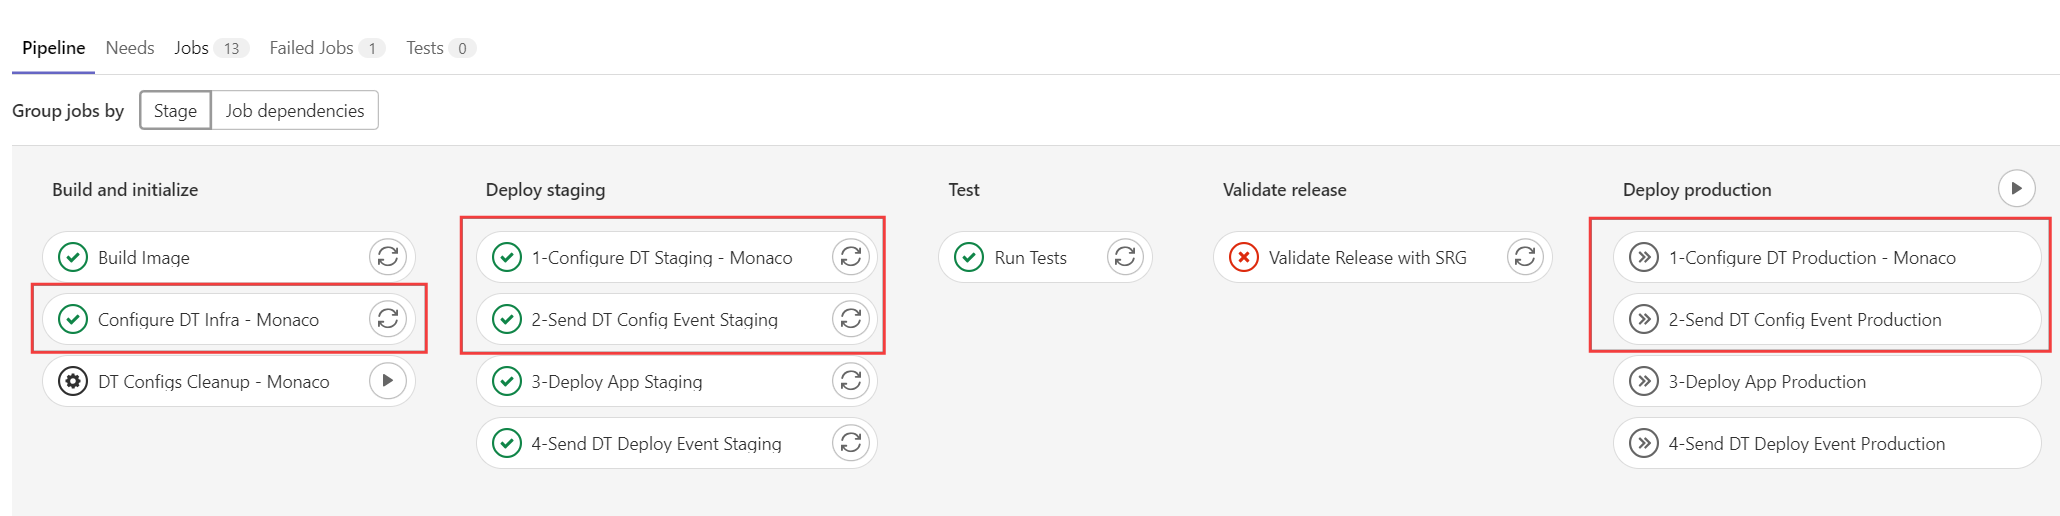 Pipeline Needs Jobs 13 Failed Jobs 1 Tests 0
Group jobs by Stage Job dependencies
Build and initialize
Build Image
Configure DT Infra - Monaco
DT Configs Cleanup - Monaco
Deploy staging
1-Configure DT Staging - Monaco
2-Send DT Config Event Staging
3-Deploy App Staging
4-Send DT Deploy Event Staging
Test
Run Tests
Validate release
Validate Release with SRG
Deploy production
1-Configure DT Production - Monaco
2-Send DT Config Event Production
3-Deploy App Production
4-Send DT Deploy Event Production